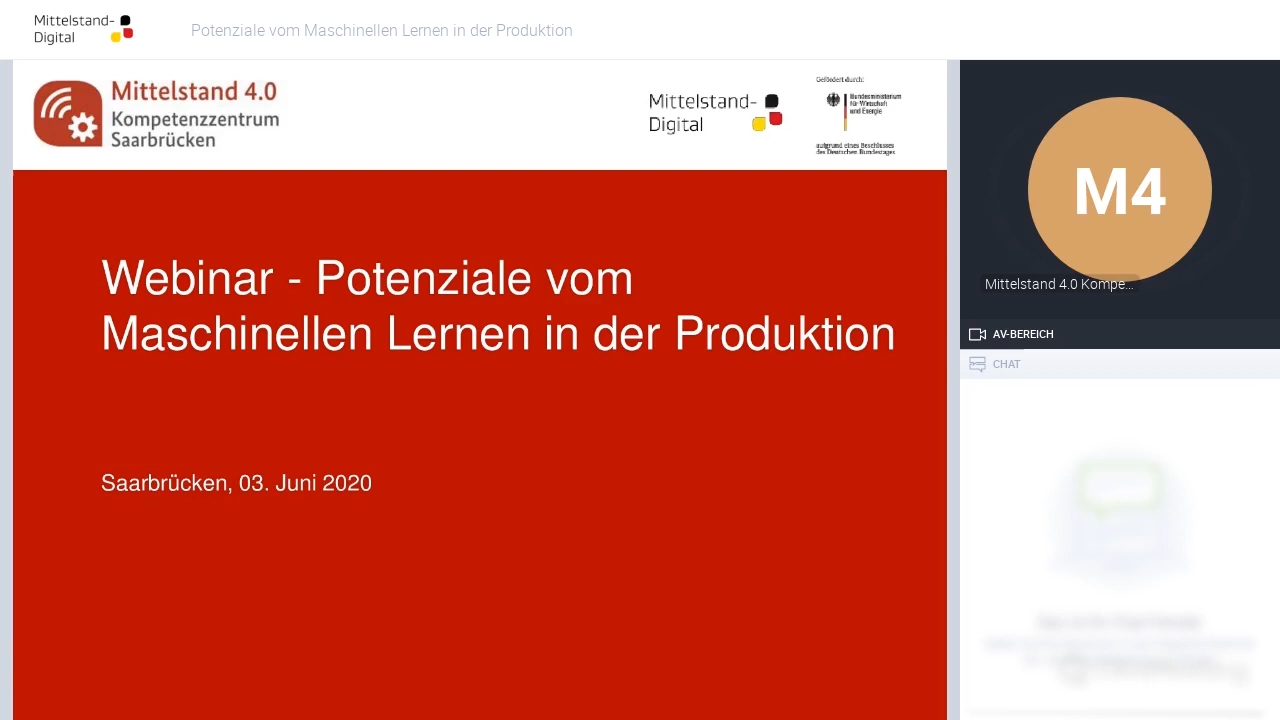 Mittelstand-
Digital
Potenziale vom Maschinellen Lernen in der Produktion
Mittelstand 4.0
Kompetenzzentrum
Saarbrücken
Mittelstand-
Digital
Gefördert durch:
Bundesministerium
für Wirtschaft
und Energie
aufgrund eines Beschlusses
des Deutschen Bundestages
Webinar - Potenziale vom
Maschinellen Lernen in der Produktion
Saarbrücken, 03. Juni 2020
M4
Mittelstand 4.0 Kompe...
AV-BEREICH
CHAT